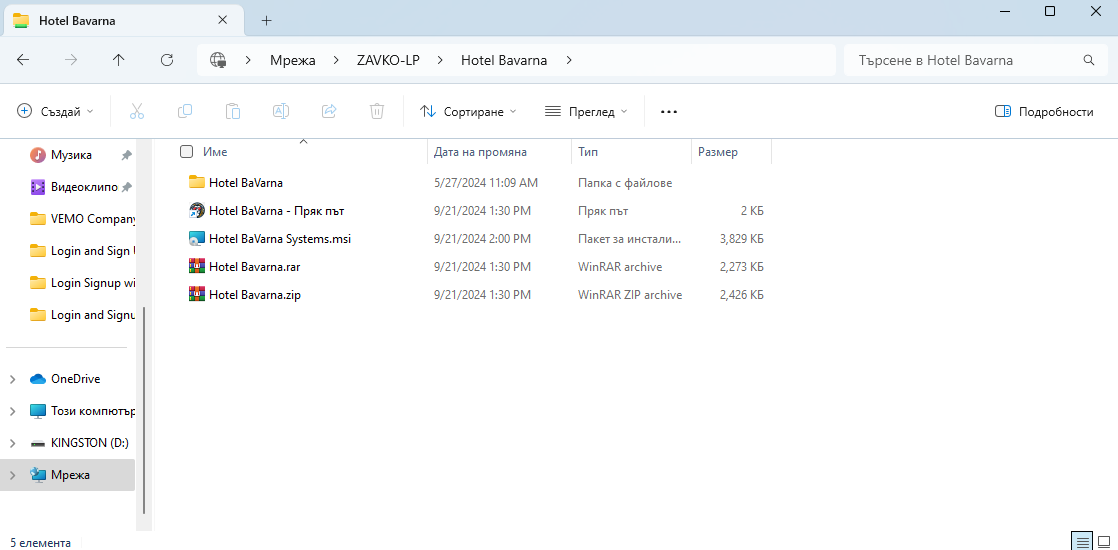 Hotel Bavarna
Мрежа ZAVKO-LP Hotel Bavarna
Търсене в Hotel Bavarna
Създай Сортиране Преглед Подробности
Музика
Видеоклипо
VEMO Company
Login and Sign
Login Signup wi
Login and Signu
OneDrive
Този компютър
KINGSTON (D:)
Мрежа
Име Дата на промяна Тип Размер
Hotel BaVarna 5/27/2024 11:09 AM Папка с файлове
Hotel BaVarna - Пряк път 9/21/2024 1:30 PM Пряк път 2 КБ
Hotel BaVarna Systems.msi 9/21/2024 2:00 PM Пакет за инстали... 3,829 КБ
Hotel Bavarna.rar 9/21/2024 1:30 PM WinRAR archive 2,273 КБ
Hotel Bavarna.zip 9/21/2024 1:30 PM WinRAR ZIP archive 2,426 КБ
5 елемента